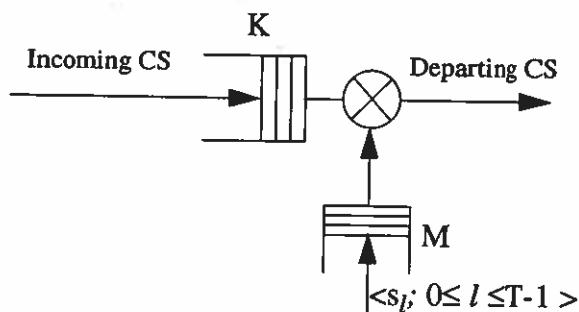 K
Incoming CS
Departing CS
M
<s_l; 0≤ l ≤T-1 >